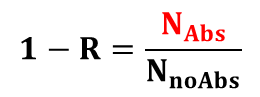 1 − R = N_Abs / N_noAbs